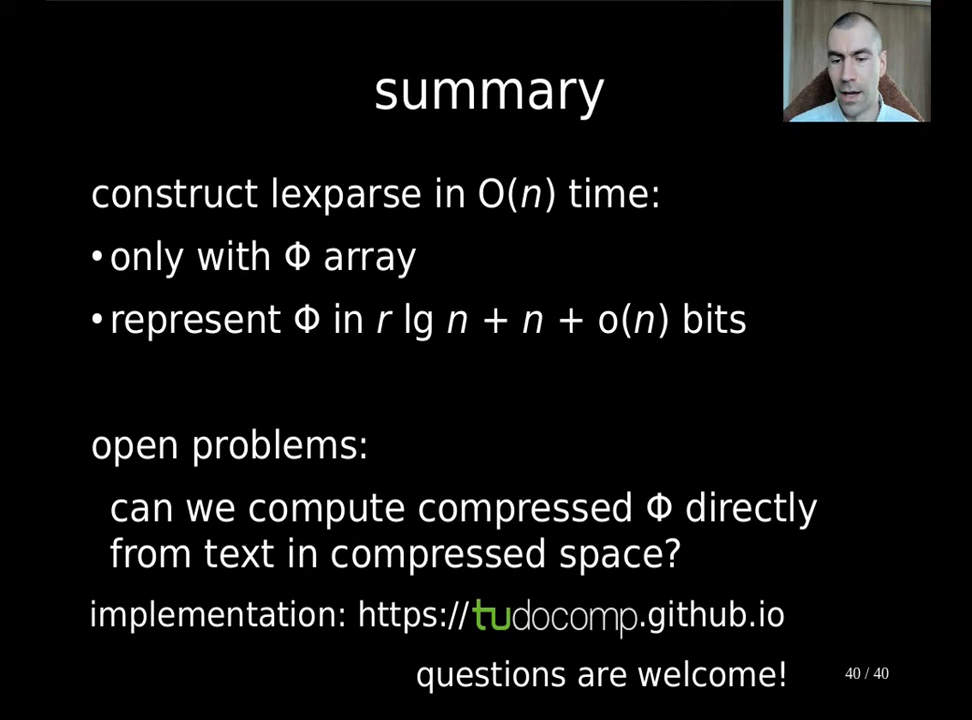 summary
construct lexparse in O(n) time:
•only with Φ array
•represent Φ in r lg n + n + o(n) bits
open problems:
can we compute compressed Φ directly
from text in compressed space?
implementation: https://tudocomp.github.io
questions are welcome!
40 / 40